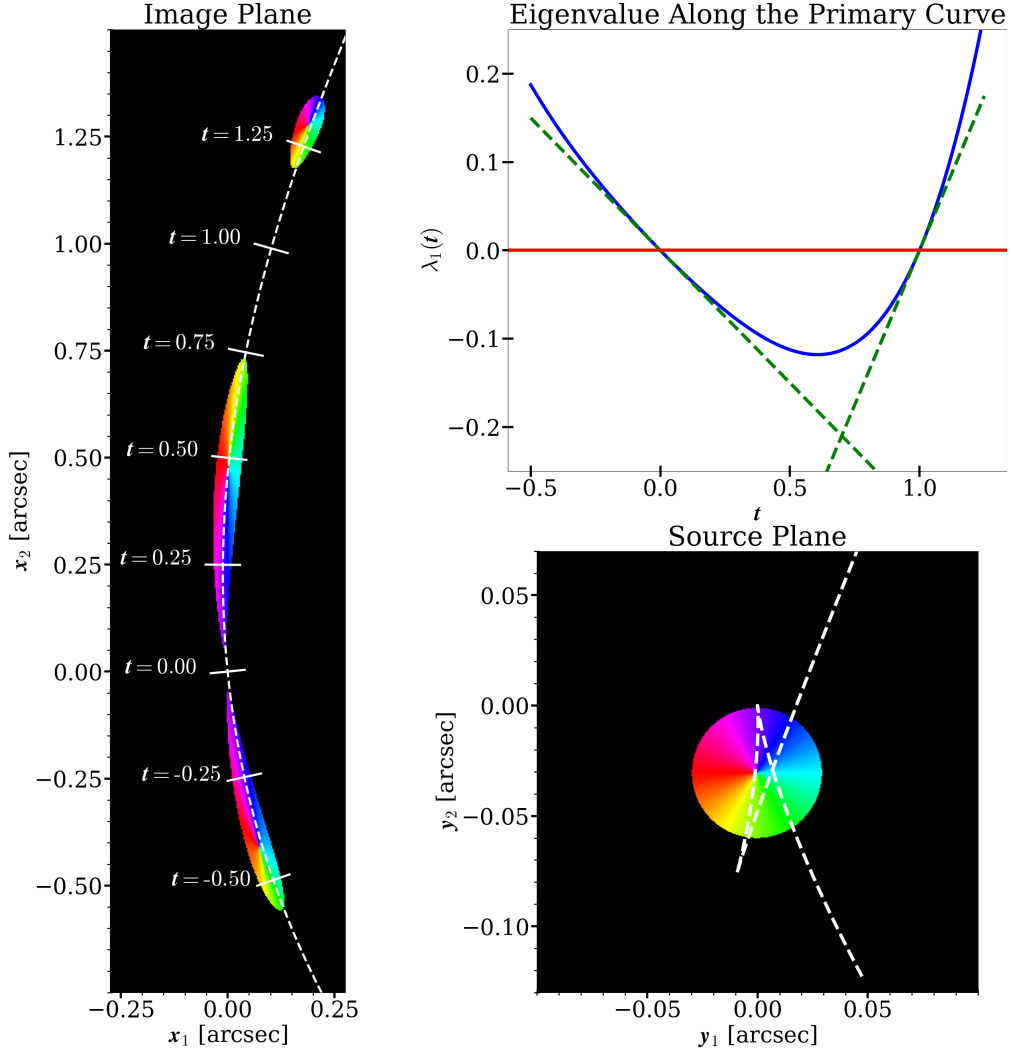 Image Plane
1.25
1.00
0.75
0.50
0.25
0.00
−0.25
−0.50
x₂ [arcsec]
t = 1.25
t = 1.00
t = 0.75
t = 0.50
t = 0.25
t = 0.00
t = -0.25
t = -0.50
−0.25 0.00 0.25
x₁ [arcsec]
Eigenvalue Along the Primary Curve
0.2
0.1
0.0
−0.1
−0.2
λ₁(t)
−0.5 0.0 0.5 1.0
t
Source Plane
0.05
0.00
−0.05
−0.10
y₂ [arcsec]
−0.05 0.00 0.05
y₁ [arcsec]